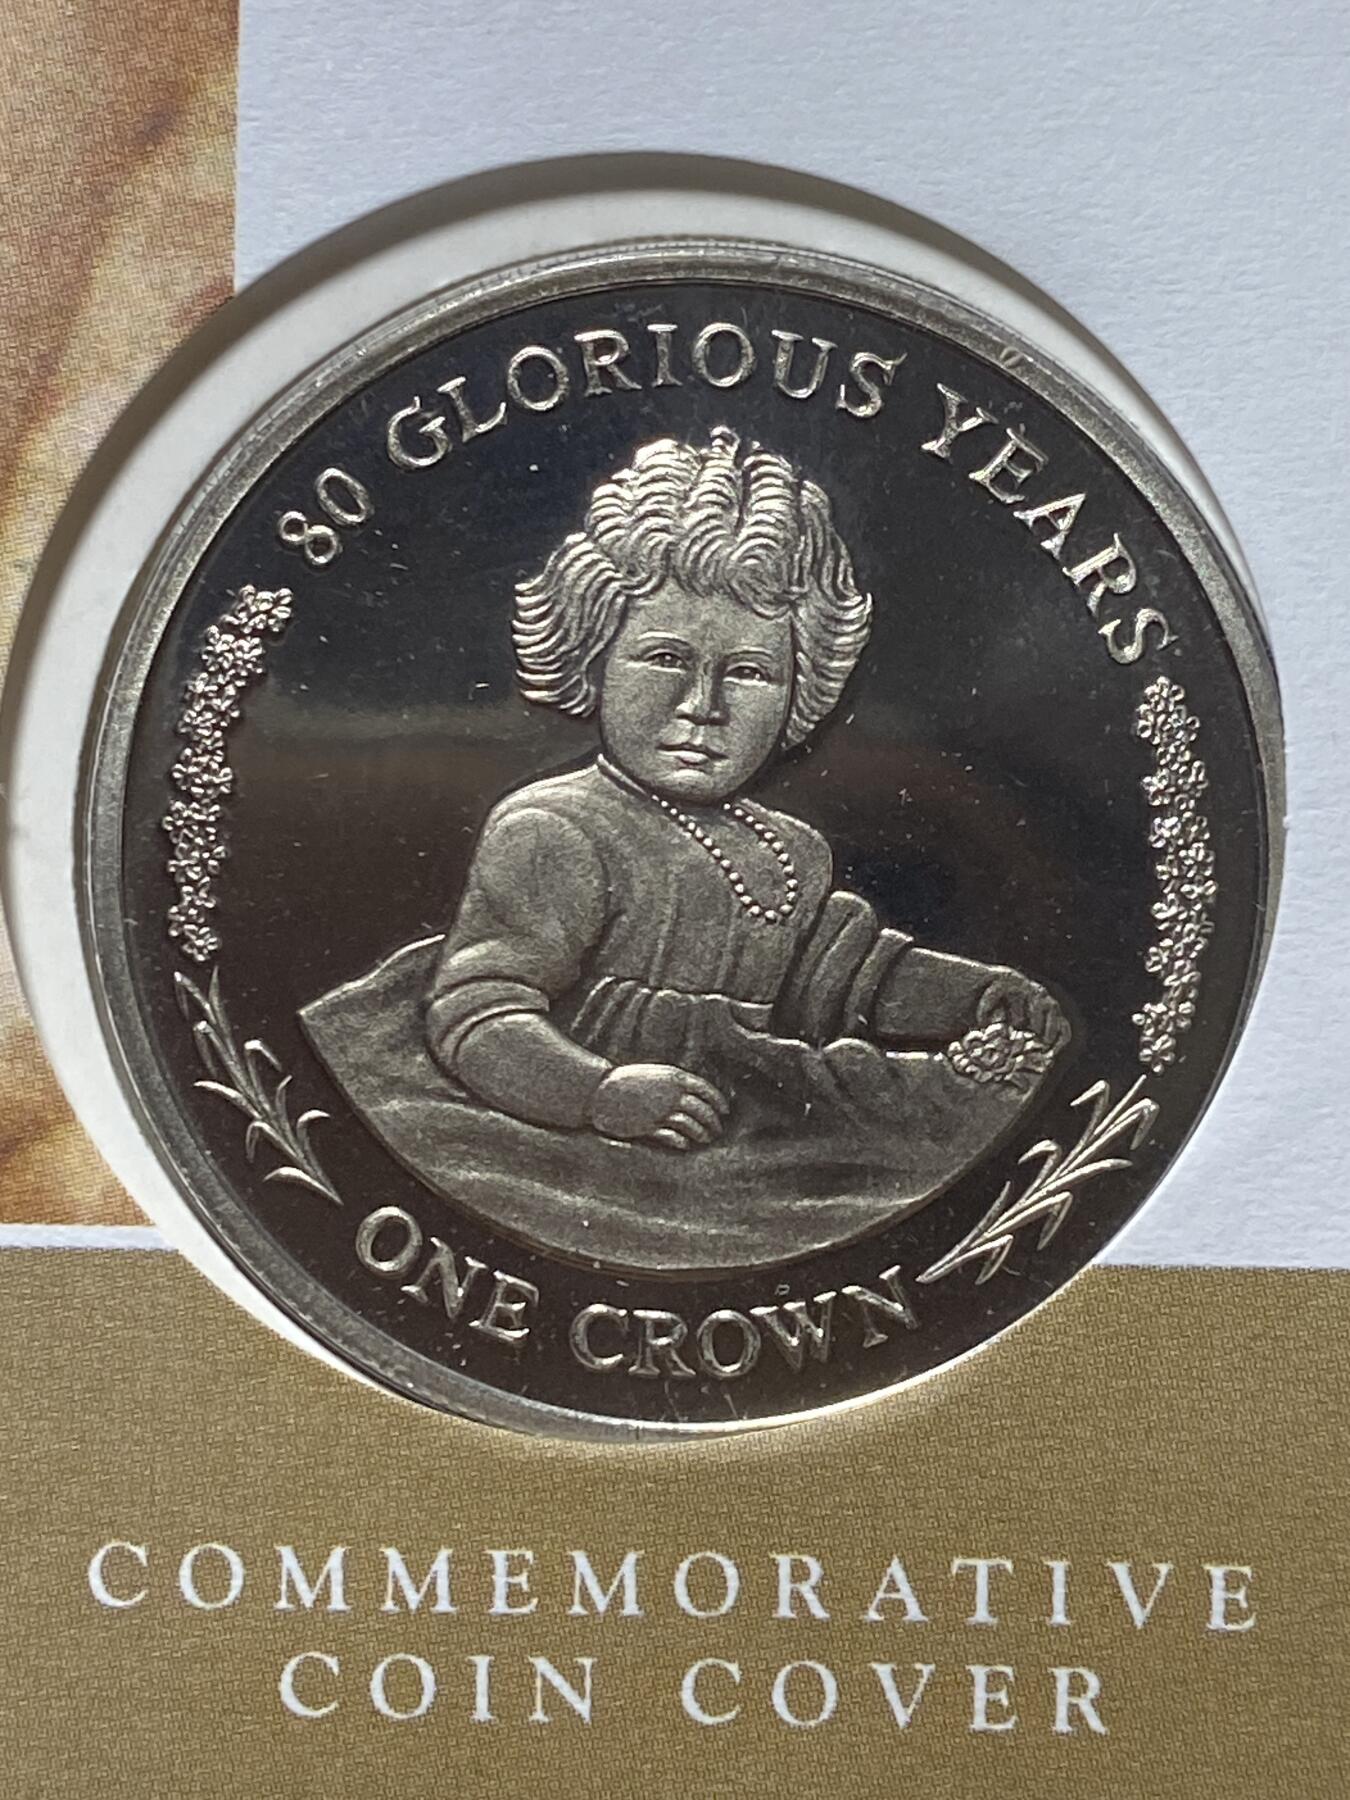 80 GLORIOUS YEARS
ONE CROWN
COMMEMORATIVE
COIN COVER